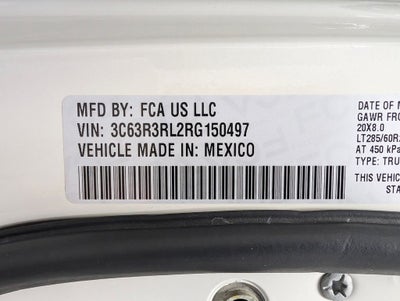 MFD BY: FCA US LLC
VIN: 3C63R3RL2RG150497
VEHICLE MADE IN: MEXICO
DATE OF M
GAWR FRO
20X8.0
LT285/60R2
AT 450 kPa
TYPE: TRU
THIS VEHIC
STA